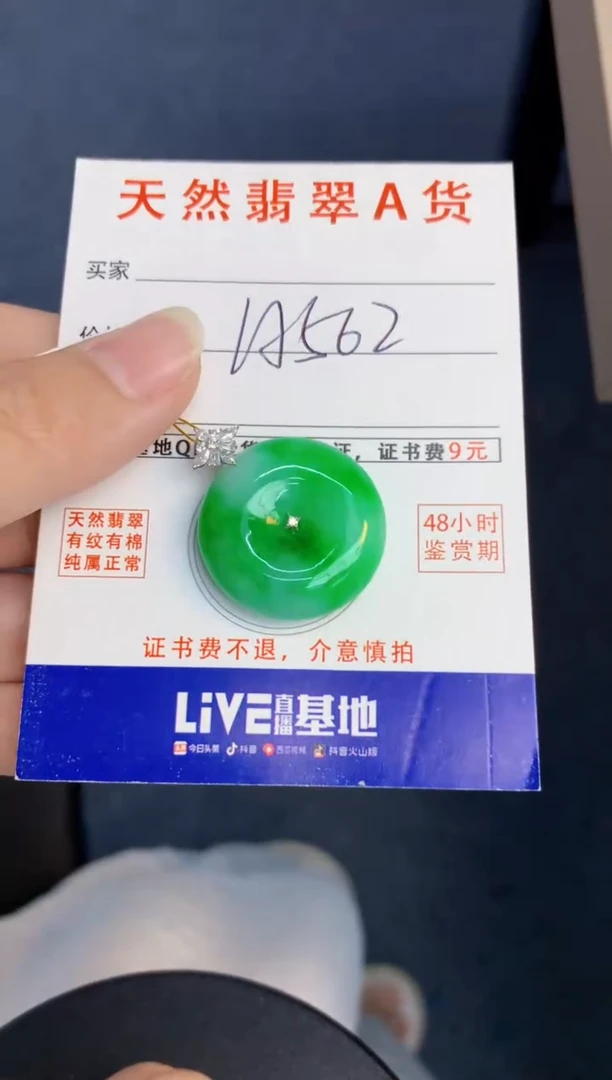 天然翡翠A货
买家
1A562
地Q
证，证书费9元
天然翡翠
有纹有棉
纯属正常
48小时
鉴赏期
证书费不退，介意慎拍
LiVE直播基地
今日头条 抖音 西瓜视频 抖音火山版